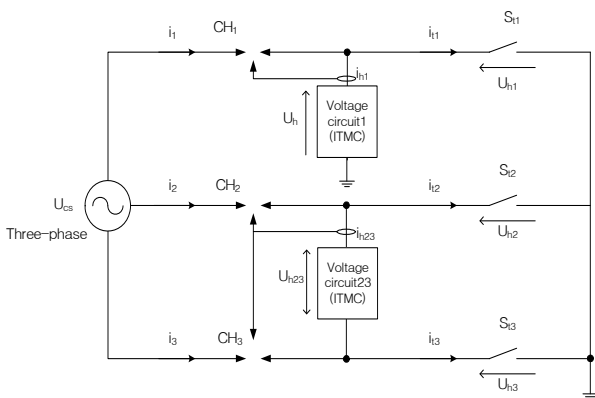 i1
CH1
it1
St1
ih1
Uh1
Uh
Voltage
circuit1
(ITMC)
i2
CH2
it2
St2
Ucs
Three-phase
ih23
Uh2
Uh23
Voltage
circuit23
(ITMC)
i3
CH3
it3
St3
Uh3